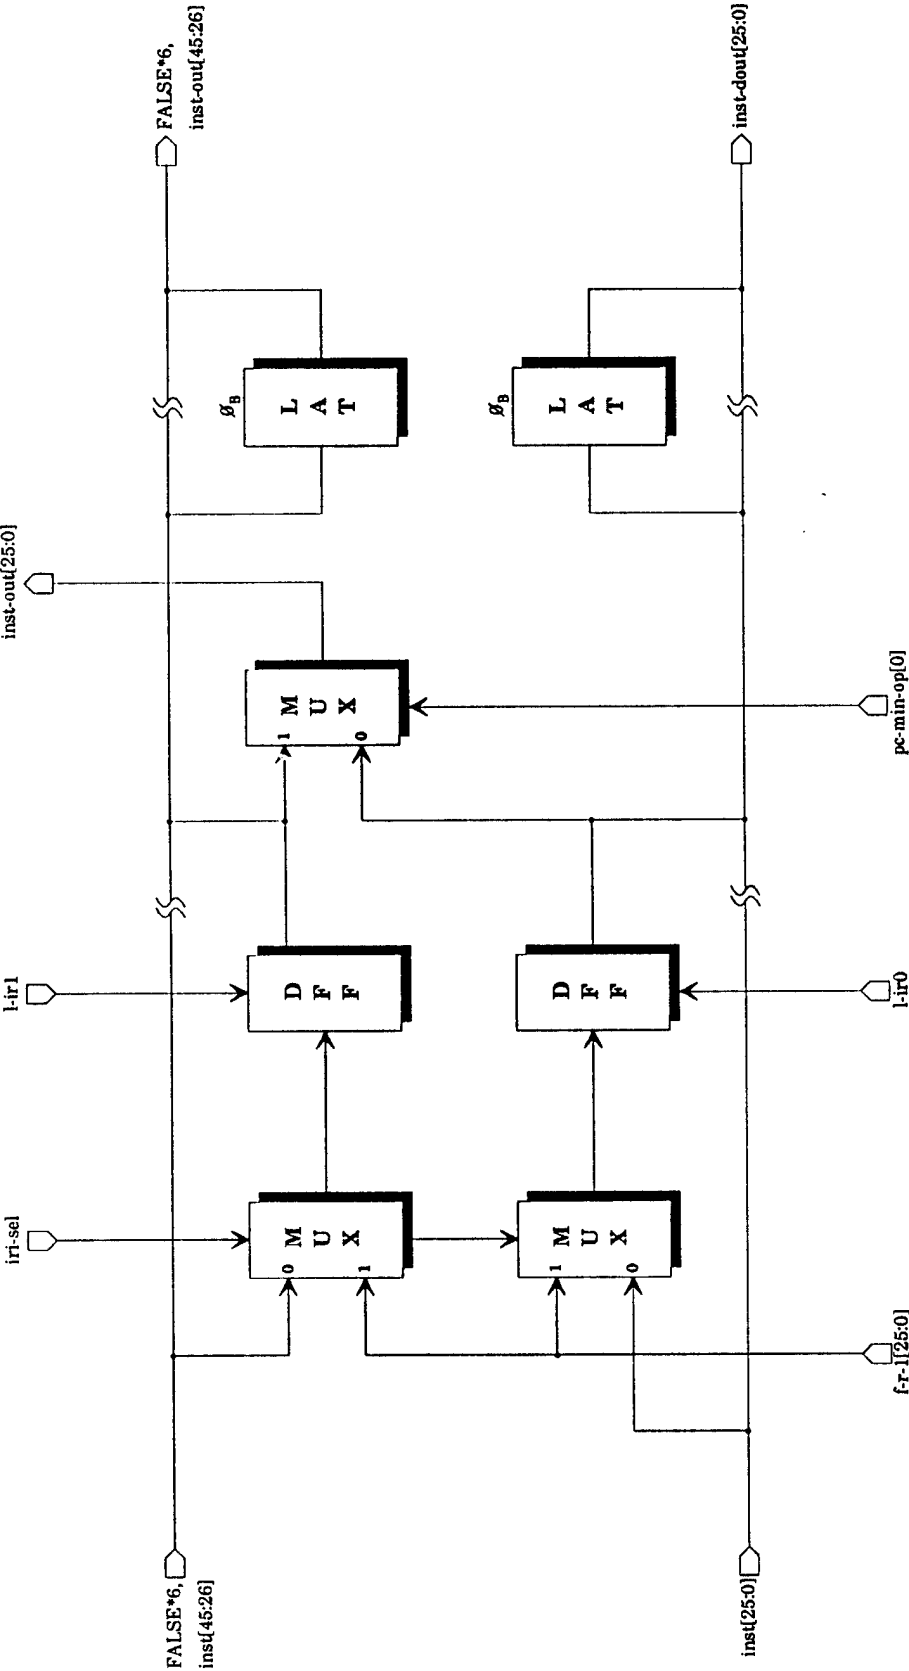 FALSE*6,
inst-out[45:26]
inst-dout[25:0]
Ø_B
L
A
T
Ø_B
L
A
T
inst-out[25:0]
M
U
X
1
0
pc-min-op[0]
l-ir1
D
F
F
D
F
F
l-ir0
iri-sel
M
U
X
0
1
M
U
X
1
0
f-r-1[25:0]
FALSE*6,
inst[45:26]
inst[25:0]